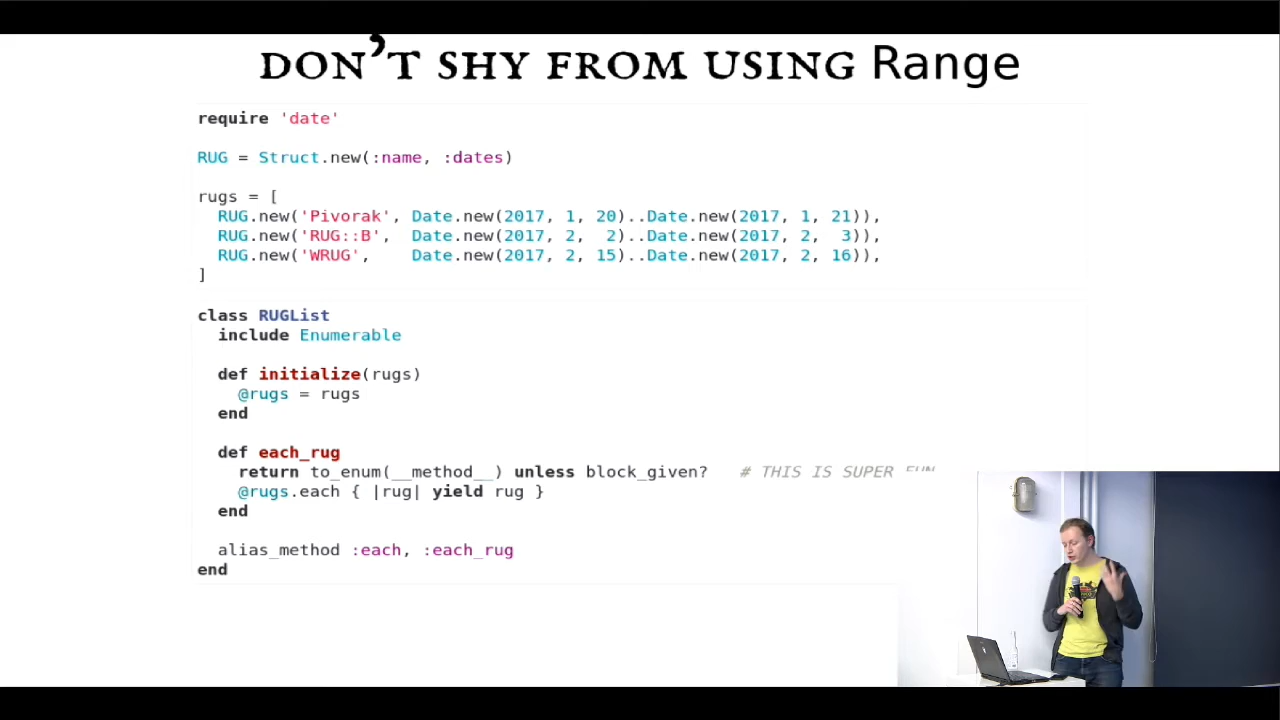 DON'T SHY FROM USING Range
require 'date'
RUG = Struct.new(:name, :dates)
rugs = [
  RUG.new('Pivorak', Date.new(2017, 1, 20)..Date.new(2017, 1, 21)),
  RUG.new('RUG::B',  Date.new(2017, 2,  2)..Date.new(2017, 2,  3)),
  RUG.new('WRUG',    Date.new(2017, 2, 15)..Date.new(2017, 2, 16)),
]
class RUGList
  include Enumerable
  def initialize(rugs)
    @rugs = rugs
  end
  def each_rug
    return to_enum(__method__) unless block_given?   # THIS IS SUPER FUN
    @rugs.each { |rug| yield rug }
  end
  alias_method :each, :each_rug
end